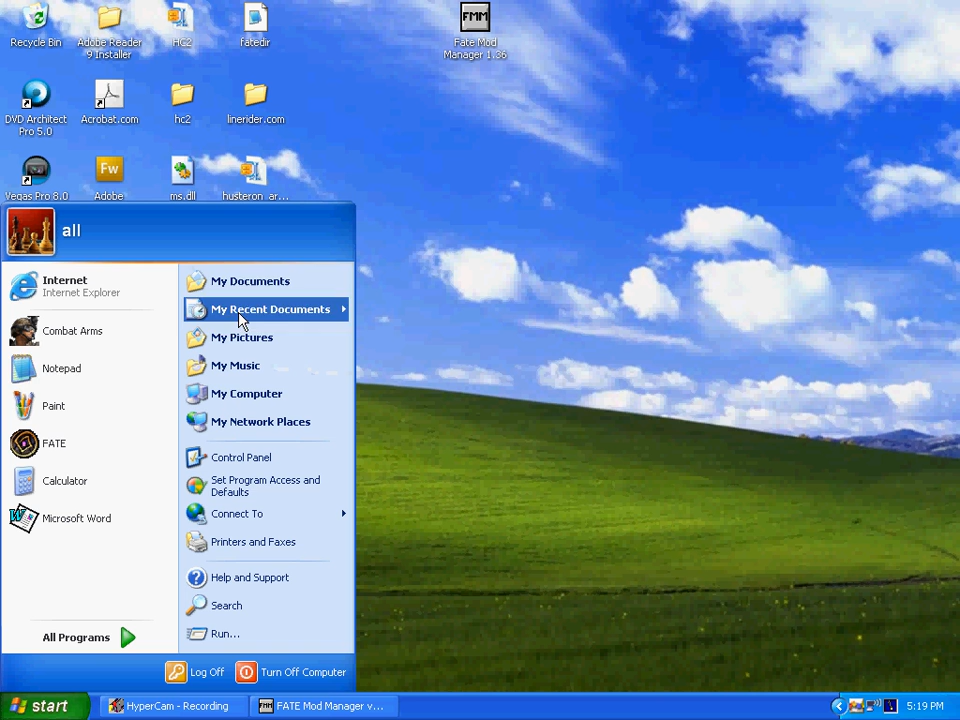 Recycle Bin
Adobe Reader
9 Installer
HC2
fatedir
FMM
Fate Mod
Manager 1.36
DVD Architect
Pro 5.0
Acrobat.com
hc2
linerider.com
Vegas Pro 8.0
Fw
Adobe
ms.dll
husteron_ar...
all
Internet
Internet Explorer
Combat Arms
Notepad
Paint
FATE
Calculator
Microsoft Word
All Programs
My Documents
My Recent Documents
My Pictures
My Music
My Computer
My Network Places
Control Panel
Set Program Access and
Defaults
Connect To
Printers and Faxes
Help and Support
Search
Run...
Log Off
Turn Off Computer
start
HyperCam - Recording
FMM
FATE Mod Manager v...
5:19 PM